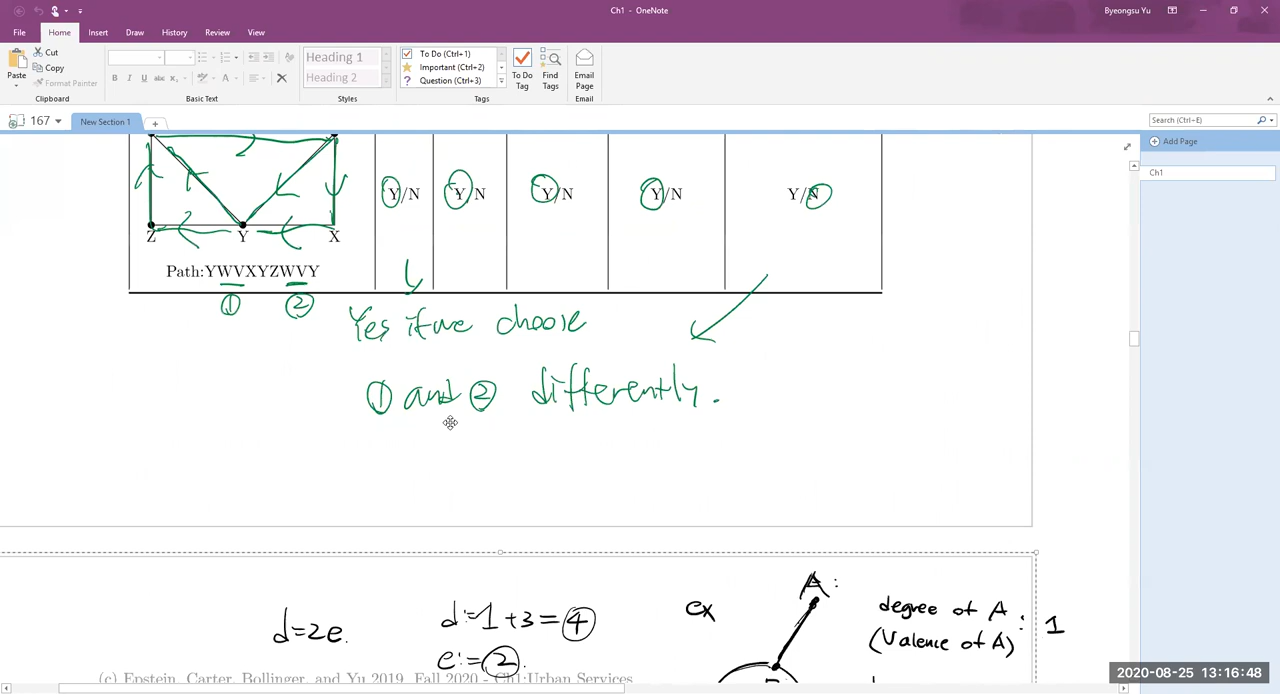 Ch1 - OneNote
Byeongsu Yu
File Home Insert Draw History Review View
Paste
Cut
Copy
Format Painter
Clipboard
B I U abc x A
Basic Text
Heading 1
Heading 2
Styles
To Do (Ctrl+1)
Important (Ctrl+2)
Question (Ctrl+3)
Tags
To Do Tag
Find Tags
Email Page
Email
167
New Section 1
Search (Ctrl+E)
Add Page
Ch1
Y/N Y/N Y/N Y/N Y/N
Z Y X
Path:YWVXYZWVY
① ②
Yes if we choose
① and ② differently.
d=2e.
d:=1+3=4
e:=2.
ex
A:
degree of A
(Valence of A) : 1
(c) Epstein, Carter, Bollinger, and Yu 2019, Fall 2020 - Ch1:Urban Services
2020-08-25 13:16:48